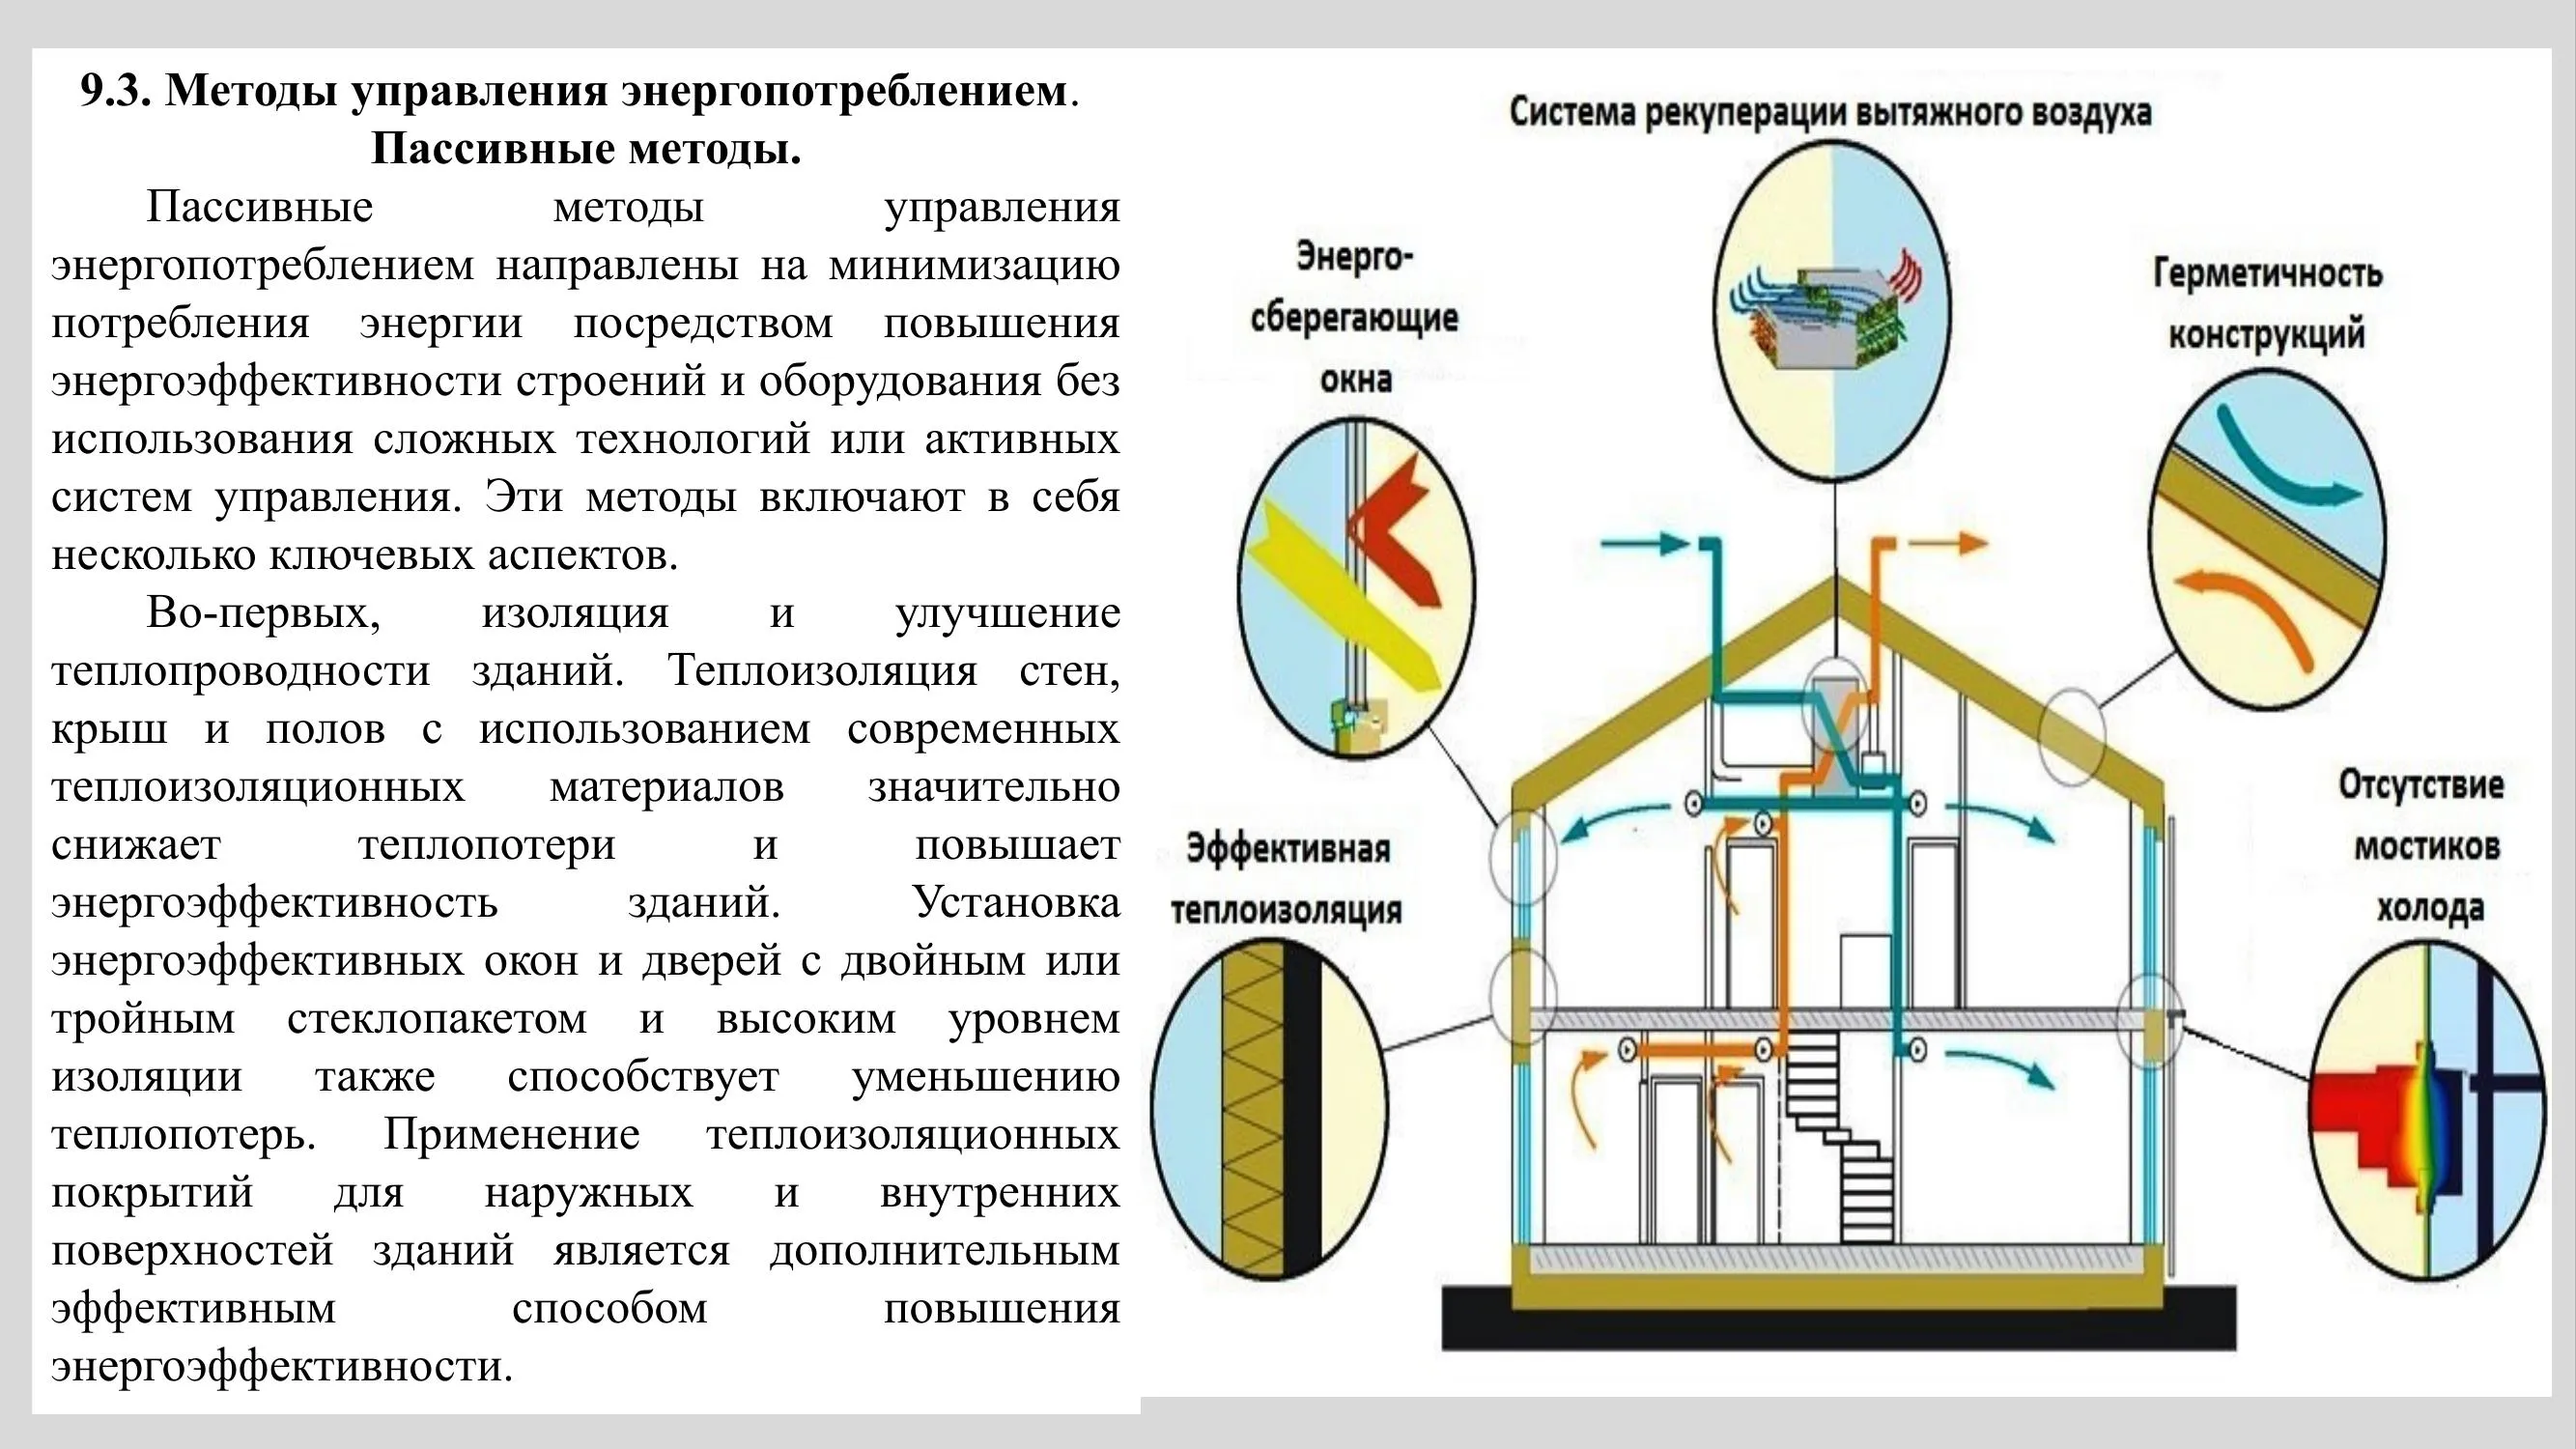 9.3. Методы управления энергопотреблением.
Пассивные методы.
Пассивные методы управления
энергопотреблением направлены на минимизацию
потребления энергии посредством повышения
энергоэффективности строений и оборудования без
использования сложных технологий или активных
систем управления. Эти методы включают в себя
несколько ключевых аспектов.
Во-первых, изоляция и улучшение
теплопроводности зданий. Теплоизоляция стен,
крыш и полов с использованием современных
теплоизоляционных материалов значительно
снижает теплопотери и повышает
энергоэффективность зданий. Установка
энергоэффективных окон и дверей с двойным или
тройным стеклопакетом и высоким уровнем
изоляции также способствует уменьшению
теплопотерь. Применение теплоизоляционных
покрытий для наружных и внутренних
поверхностей зданий является дополнительным
эффективным способом повышения
энергоэффективности.
Система рекуперации вытяжного воздуха
Энерго-
сберегающие
окна
Герметичность
конструкций
Эффективная
теплоизоляция
Отсутствие
мостиков
холода